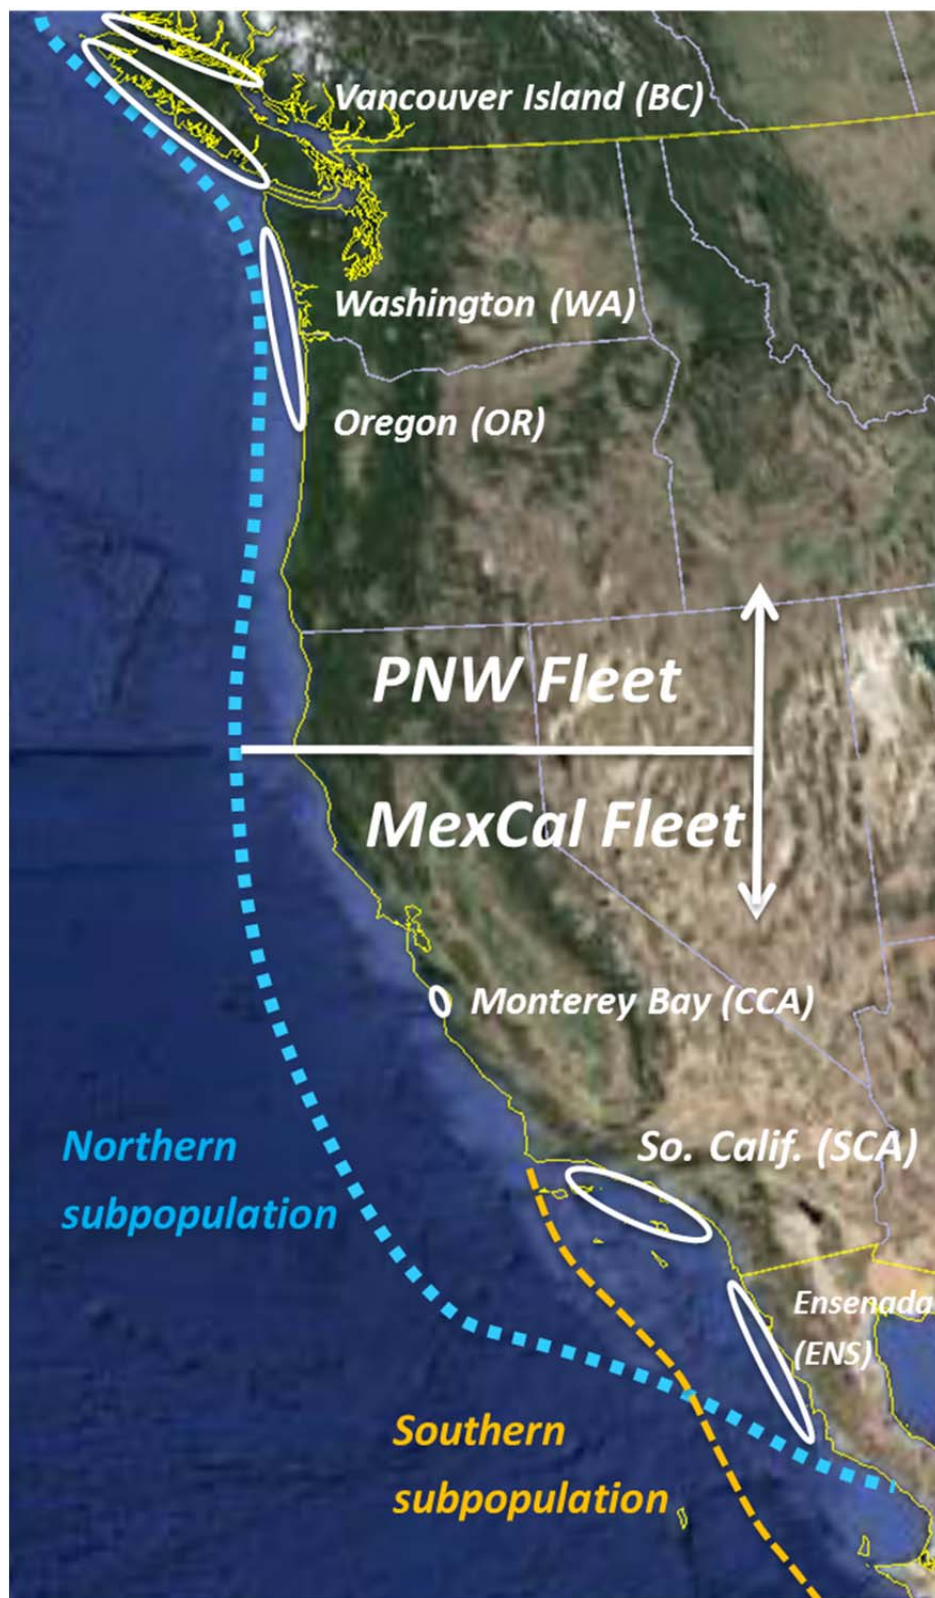 Vancouver Island (BC)
Washington (WA)
Oregon (OR)
PNW Fleet
MexCal Fleet
Monterey Bay (CCA)
So. Calif. (SCA)
Northern
subpopulation
Ensenada
(ENS)
Southern
subpopulation